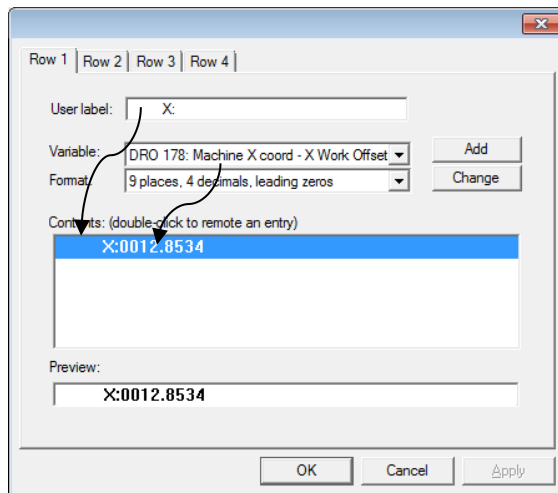 Row 1 Row 2 Row 3 Row 4
User label: X:
Variable: DRO 178: Machine X coord - X Work Offset Add
Format: 9 places, 4 decimals, leading zeros Change
Contents: (double-click to remote an entry)
X:0012.8534
Preview:
X:0012.8534
OK Cancel Apply